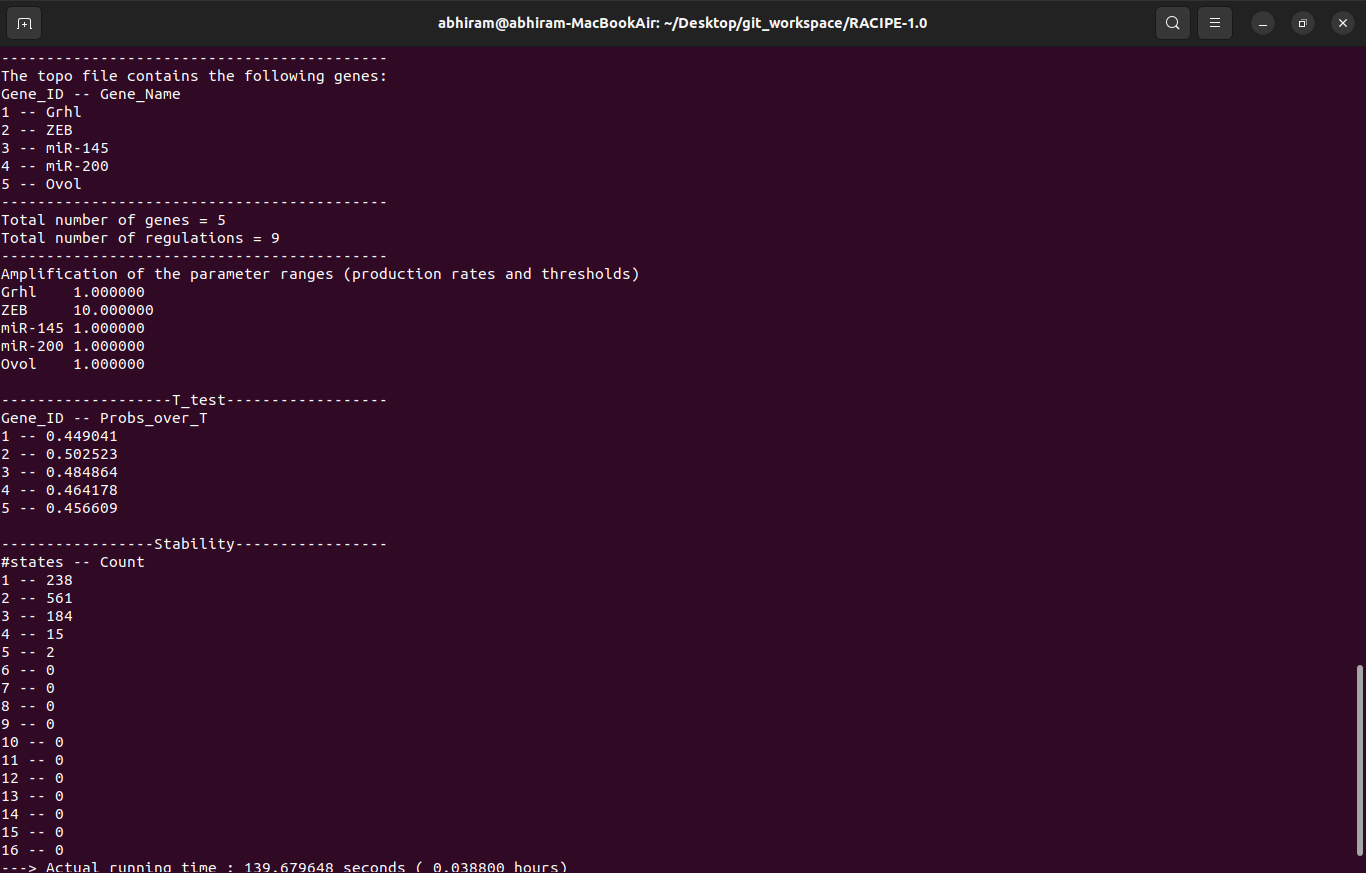 abhiram@abhiram-MacBookAir: ~/Desktop/git_workspace/RACIPE-1.0
-------------------------------------------
The topo file contains the following genes:
Gene_ID -- Gene_Name
1 -- Grhl
2 -- ZEB
3 -- miR-145
4 -- miR-200
5 -- Ovol
-------------------------------------------
Total number of genes = 5
Total number of regulations = 9
-------------------------------------------
Amplification of the parameter ranges (production rates and thresholds)
Grhl    1.000000
ZEB     10.000000
miR-145 1.000000
miR-200 1.000000
Ovol    1.000000
-------------------T_test------------------
Gene_ID -- Probs_over_T
1 -- 0.449041
2 -- 0.502523
3 -- 0.484864
4 -- 0.464178
5 -- 0.456609
-----------------Stability-----------------
#states -- Count
1 -- 238
2 -- 561
3 -- 184
4 -- 15
5 -- 2
6 -- 0
7 -- 0
8 -- 0
9 -- 0
10 -- 0
11 -- 0
12 -- 0
13 -- 0
14 -- 0
15 -- 0
16 -- 0
---> Actual running time : 139.679648 seconds ( 0.038800 hours)